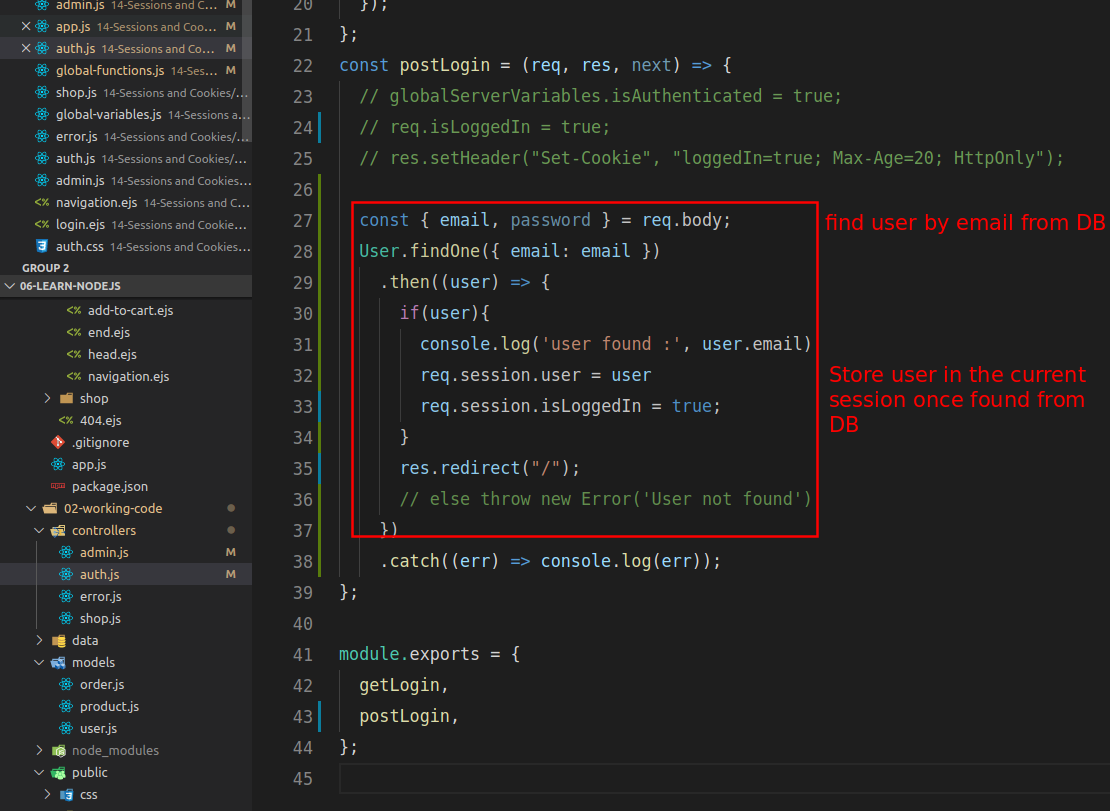 admin.js 14-Sessions and C... M
app.js 14-Sessions and Coo... M
auth.js 14-Sessions and Co... M
global-functions.js 14-Ses... M
shop.js 14-Sessions and Cookies/...
global-variables.js 14-Sessions a...
error.js 14-Sessions and Cookies/...
auth.js 14-Sessions and Cookies/...
admin.js 14-Sessions and Cookies...
navigation.ejs 14-Sessions and C...
login.ejs 14-Sessions and Cookies...
auth.css 14-Sessions and Cookies...
GROUP 2
06-LEARN-NODEJS
add-to-cart.ejs
end.ejs
head.ejs
navigation.ejs
shop
404.ejs
.gitignore
app.js
package.json
02-working-code
controllers
admin.js M
auth.js M
error.js
shop.js
data
models
order.js
product.js
user.js
node_modules
public
css
20 });
21 };
22 const postLogin = (req, res, next) => {
23 // globalServerVariables.isAuthenticated = true;
24 // req.isLoggedIn = true;
25 // res.setHeader("Set-Cookie", "loggedIn=true; Max-Age=20; HttpOnly");
26
27 const { email, password } = req.body;
28 User.findOne({ email: email })
29 .then((user) => {
30 if(user){
31 console.log('user found :', user.email)
32 req.session.user = user
33 req.session.isLoggedIn = true;
34 }
35 res.redirect("/");
36 // else throw new Error('User not found')
37 })
38 .catch((err) => console.log(err));
39 };
40
41 module.exports = {
42 getLogin,
43 postLogin,
44 };
45
find user by email from DB
Store user in the current
session once found from
DB